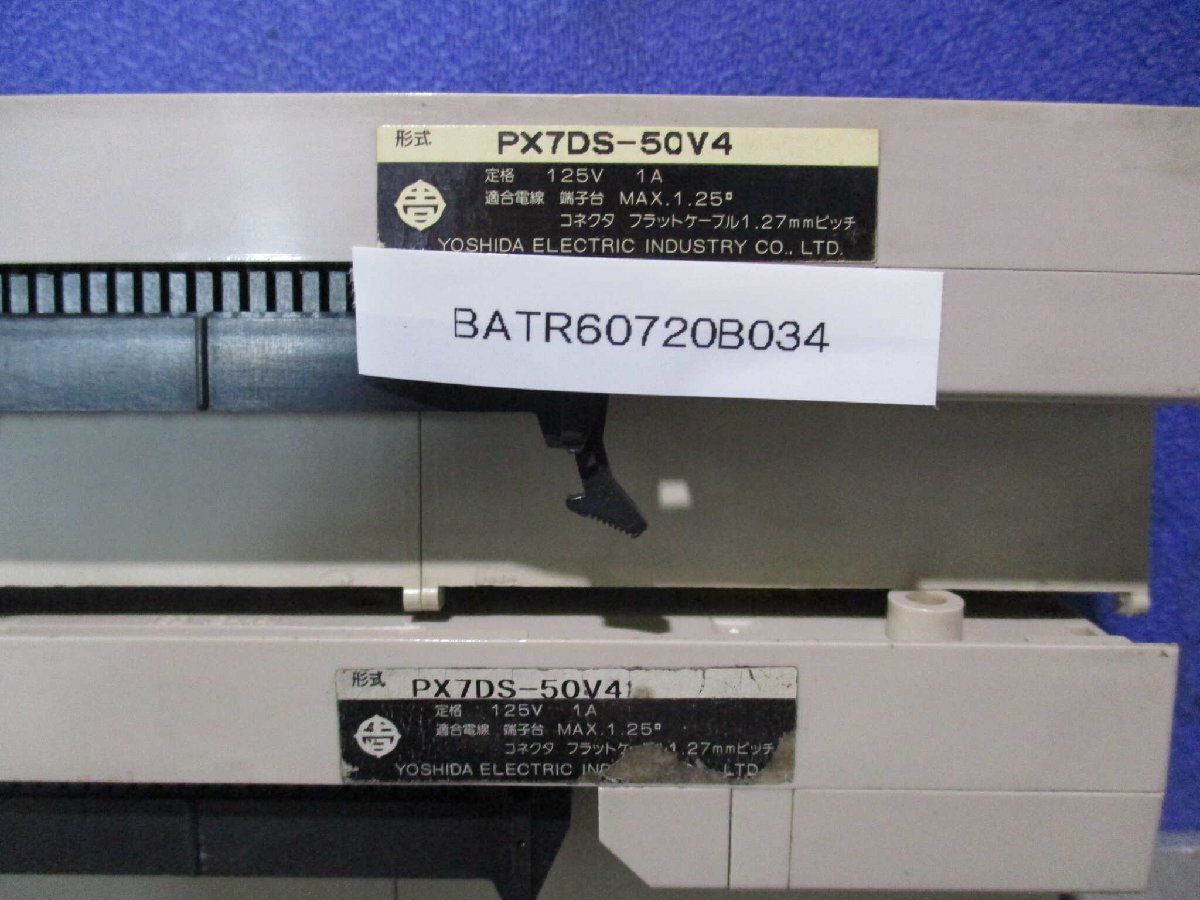 形式 PX7DS-50V4
定格 125V 1A
適合電線 端子台 MAX.1.25□
コネクタ フラットケーブル1.27mmピッチ
YOSHIDA ELECTRIC INDUSTRY CO., LTD.
BATR60720B034
形式 PX7DS-50V4
定格 125V 1A
適合電線 端子台 MAX.1.25□
コネクタ フラットケ ル1.27mmピッチ
YOSHIDA ELECTRIC IND LTD